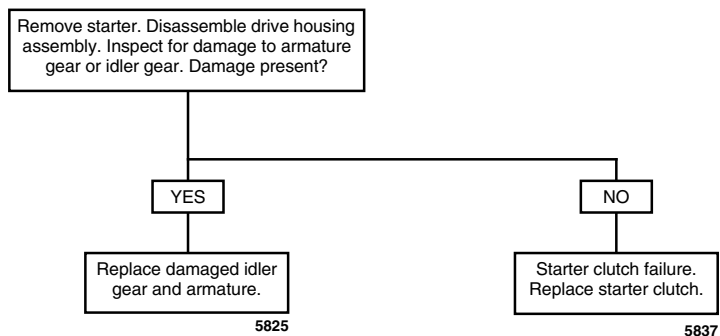 Remove starter. Disassemble drive housing
assembly. Inspect for damage to armature
gear or idler gear. Damage present?
YES
NO
Replace damaged idler
gear and armature.
Starter clutch failure.
Replace starter clutch.
5825
5837